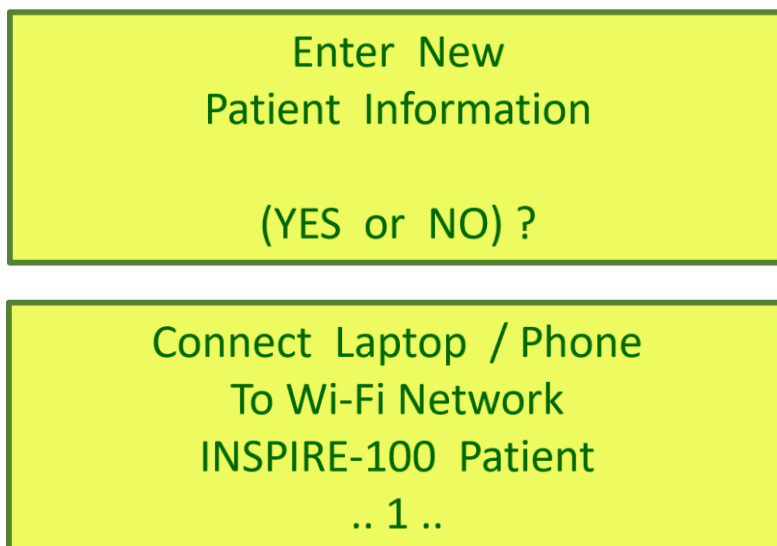 Enter New
Patient Information
(YES or NO) ?
Connect Laptop / Phone
To Wi-Fi Network
INSPIRE-100 Patient
.. 1 ..